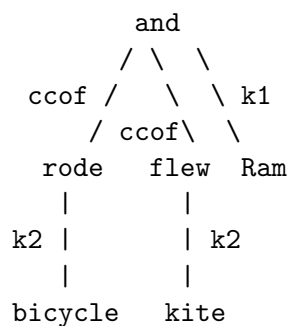 and
ccof k1
ccof
rode flew Ram
k2 k2
bicycle kite